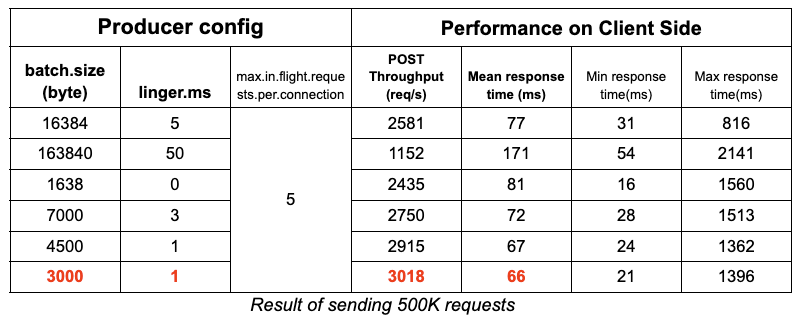 Producer config Performance on Client Side
batch.size (byte) linger.ms max.in.flight.reque sts.per.connection POST Throughput (req/s) Mean response time (ms) Min response time(ms) Max response time(ms)
16384 5 5 2581 77 31 816
163840 50 1152 171 54 2141
1638 0 2435 81 16 1560
7000 3 2750 72 28 1513
4500 1 2915 67 24 1362
3000 1 3018 66 21 1396
Result of sending 500K requests